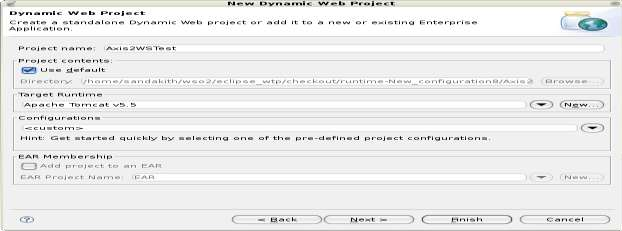 New Dynamic Web Project
Dynamic Web Project
Create a standalone Dynamic Web project or add it to a new or existing Enterprise
Application.
Project name: Axis2WSTest
Project contents:
Use default
Directory: /home/sandakith/wso2/eclipse_wtp/checkout/runtime-New_configuration8/Axis2 Browse...
Target Runtime
Apache Tomcat v5.5 New...
Configurations
<custom>
Hint: Get started quickly by selecting one of the pre-defined project configurations.
EAR Membership
Add project to an EAR
EAR Project Name: EAR New...
? < Back Next > Finish Cancel